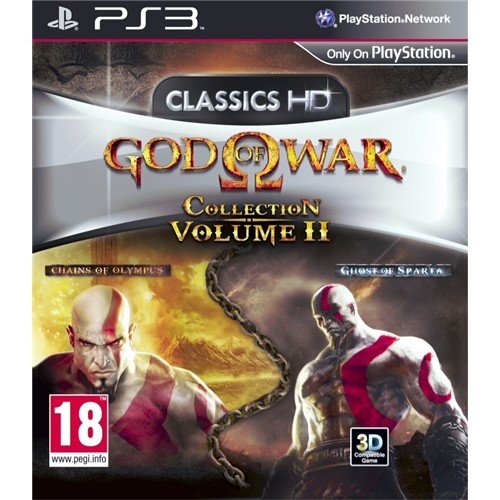 PS3
PlayStation®Network
Only On PlayStation®
CLASSICS HD
GOD OF WAR
COLLECTION
VOLUME II
CHAINS OF OLYMPUS
GHOST OF SPARTA
18
www.pegi.info
3D
Compatible
Game